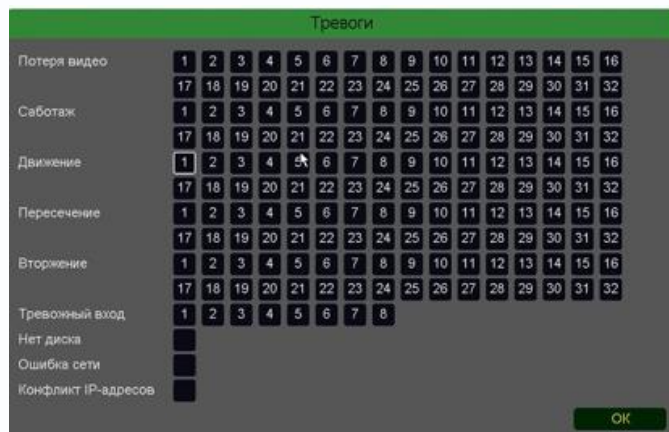 Тревоги
Потеря видео 1 2 3 4 5 6 7 8 9 10 11 12 13 14 15 16
17 18 19 20 21 22 23 24 25 26 27 28 29 30 31 32
Саботаж 1 2 3 4 5 6 7 8 9 10 11 12 13 14 15 16
17 18 19 20 21 22 23 24 25 26 27 28 29 30 31 32
Движение 1 2 3 4 5 6 7 8 9 10 11 12 13 14 15 16
17 18 19 20 21 22 23 24 25 26 27 28 29 30 31 32
Пересечение 1 2 3 4 5 6 7 8 9 10 11 12 13 14 15 16
17 18 19 20 21 22 23 24 25 26 27 28 29 30 31 32
Вторжение 1 2 3 4 5 6 7 8 9 10 11 12 13 14 15 16
17 18 19 20 21 22 23 24 25 26 27 28 29 30 31 32
Тревожный вход 1 2 3 4 5 6 7 8
Нет диска
Ошибка сети
Конфликт IP-адресов
OK